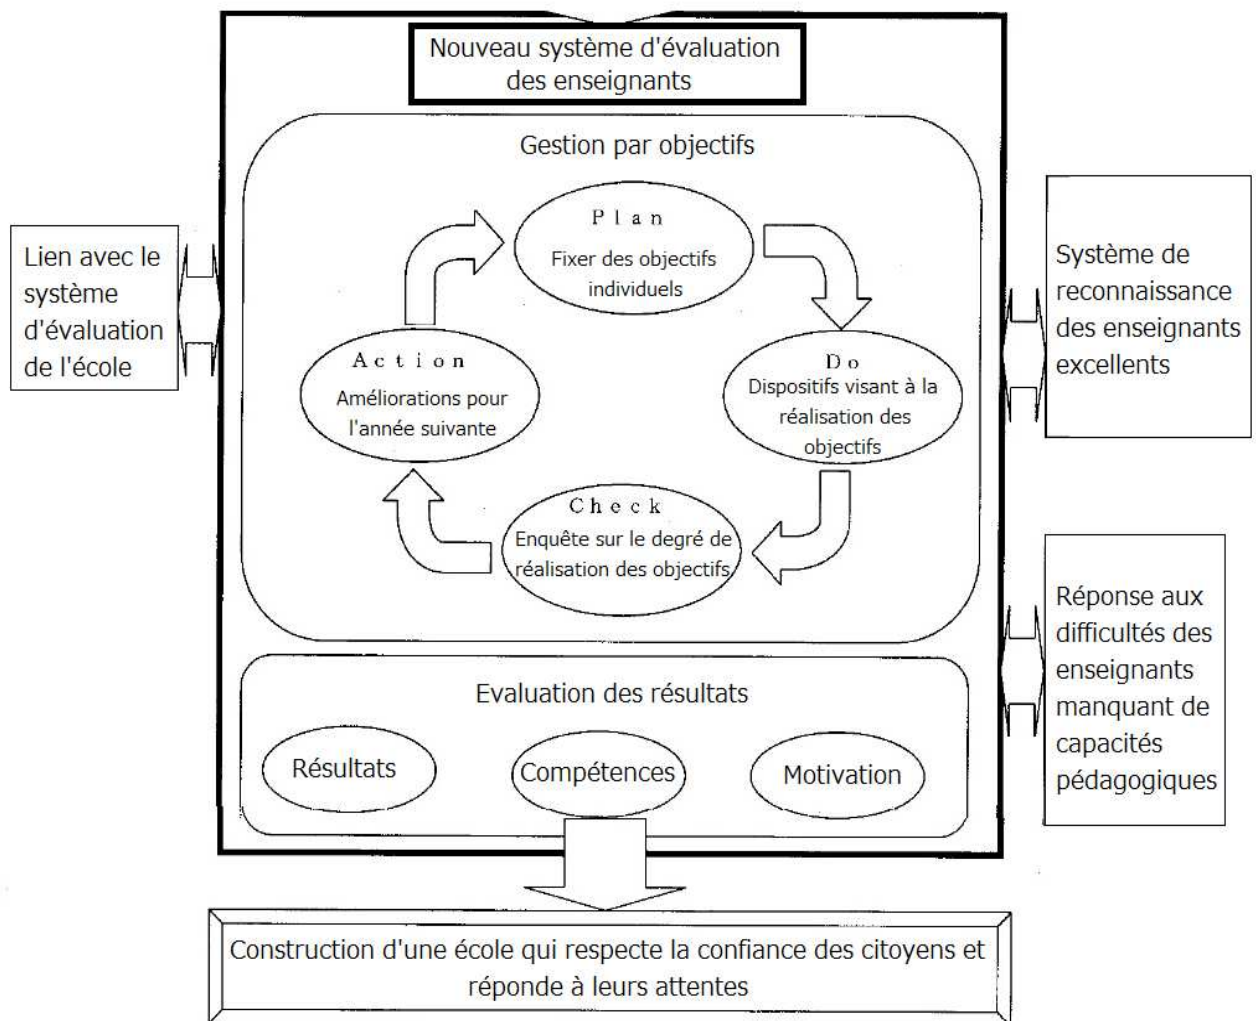 Nouveau système d'évaluation
des enseignants
Gestion par objectifs
Plan
Fixer des objectifs
individuels
Lien avec le
système
d'évaluation
de l'école
Action
Améliorations pour
l'année suivante
Do
Dispositifs visant à la
réalisation des
objectifs
Système de
reconnaissance
des enseignants
excellents
Check
Enquête sur le degré de
réalisation des objectifs
Réponse aux
difficultés des
enseignants
manquant de
capacités
pédagogiques
Evaluation des résultats
Résultats
Compétences
Motivation
Construction d'une école qui respecte la confiance des citoyens et
réponde à leurs attentes